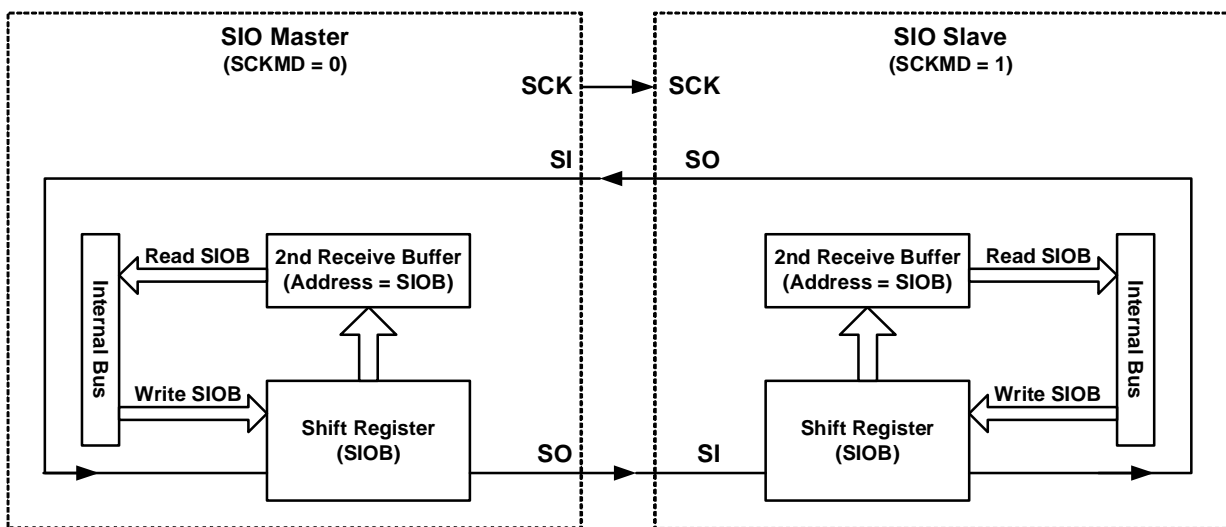 SIO Master
(SCKMD = 0)
SIO Slave
(SCKMD = 1)
SCK
SCK
SI
SO
Read SIOB
2nd Receive Buffer
(Address = SIOB)
Internal Bus
Write SIOB
Shift Register
(SIOB)
SO
SI
2nd Receive Buffer
(Address = SIOB)
Read SIOB
Internal Bus
Write SIOB
Shift Register
(SIOB)